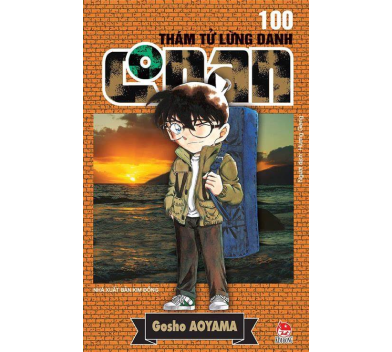 100
THÁM TỬ LỪNG DANH
CONAN
NHÀ XUẤT BẢN KIM ĐỒNG
Gosho AOYAMA